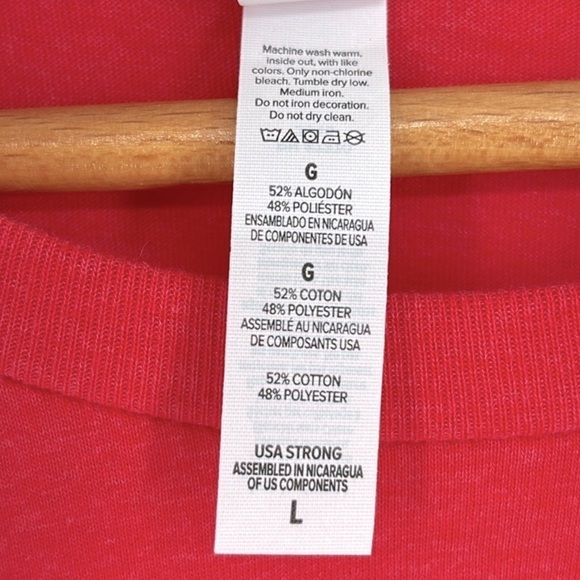 Machine wash warm,
inside out, with like
colors. Only non-chlorine
bleach. Tumble dry low.
Medium iron.
Do not iron decoration.
Do not dry clean.
G
52% ALGODÓN
48% POLIÉSTER
ENSAMBLADO EN NICARAGUA
DE COMPONENTES DE USA
G
52% COTON
48% POLYESTER
ASSEMBLÉ AU NICARAGUA
DE COMPOSANTS USA
52% COTTON
48% POLYESTER
USA STRONG
ASSEMBLED IN NICARAGUA
OF US COMPONENTS
L